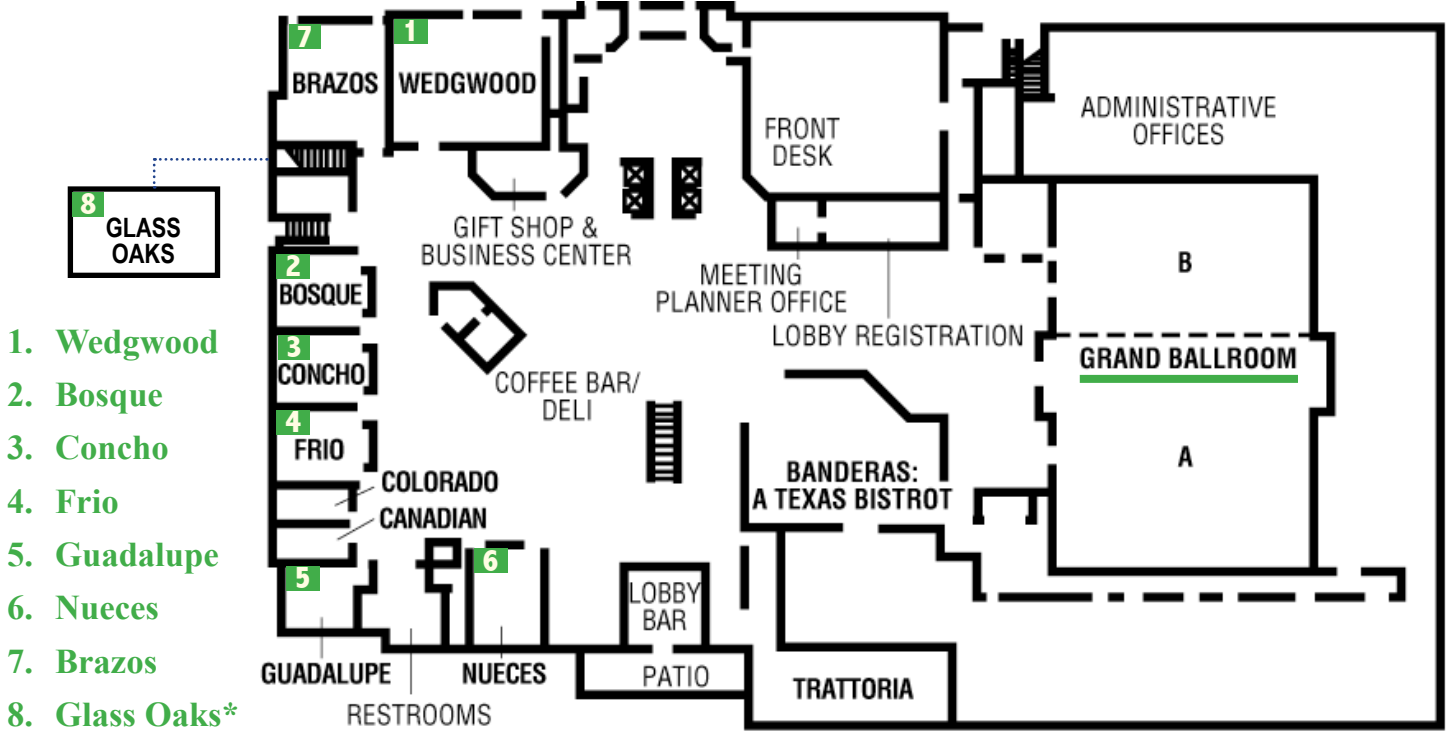 7
BRAZOS
1
WEDGWOOD
FRONT
DESK
ADMINISTRATIVE
OFFICES
8
GLASS
OAKS
GIFT SHOP &
BUSINESS CENTER
MEETING
PLANNER OFFICE
LOBBY REGISTRATION
B
GRAND BALLROOM
A
2
BOSQUE
3
CONCHO
COFFEE BAR/
DELI
4
FRIO
COLORADO
CANADIAN
BANDERAS:
A TEXAS BISTROT
5
GUADALUPE
6
NUECES
RESTROOMS
LOBBY
BAR
PATIO
TRATTORIA
1. Wedgwood
2. Bosque
3. Concho
4. Frio
5. Guadalupe
6. Nueces
7. Brazos
8. Glass Oaks*